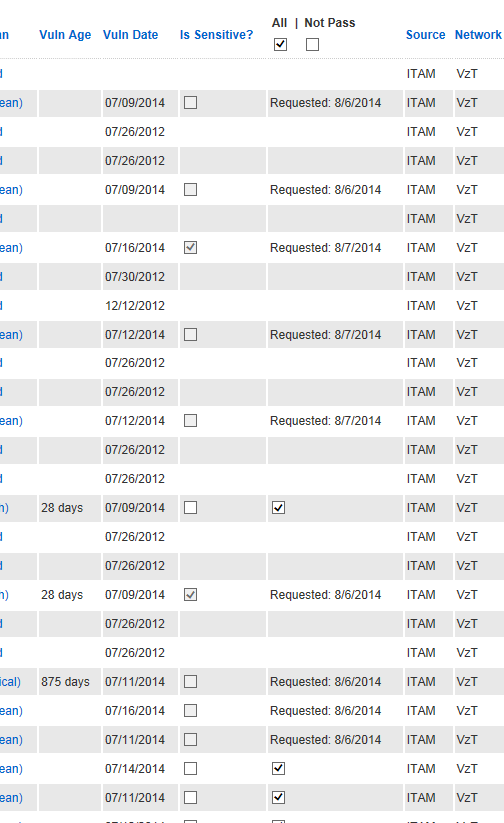 an Vuln Age Vuln Date Is Sensitive? All | Not Pass Source Network
d ITAM VzT
ean) 07/09/2014 Requested: 8/6/2014 ITAM VzT
d 07/26/2012 ITAM VzT
d 07/26/2012 ITAM VzT
ean) 07/09/2014 Requested: 8/6/2014 ITAM VzT
d ITAM VzT
ean) 07/16/2014 Requested: 8/7/2014 ITAM VzT
d 07/30/2012 ITAM VzT
d 12/12/2012 ITAM VzT
ean) 07/12/2014 Requested: 8/7/2014 ITAM VzT
d 07/26/2012 ITAM VzT
d 07/26/2012 ITAM VzT
ean) 07/12/2014 Requested: 8/7/2014 ITAM VzT
d 07/26/2012 ITAM VzT
d 07/26/2012 ITAM VzT
h) 28 days 07/09/2014 ITAM VzT
d 07/26/2012 ITAM VzT
d 07/26/2012 ITAM VzT
h) 28 days 07/09/2014 Requested: 8/6/2014 ITAM VzT
d 07/26/2012 ITAM VzT
d 07/26/2012 ITAM VzT
ical) 875 days 07/11/2014 Requested: 8/6/2014 ITAM VzT
ean) 07/16/2014 Requested: 8/6/2014 ITAM VzT
ean) 07/11/2014 Requested: 8/6/2014 ITAM VzT
ean) 07/14/2014 ITAM VzT
ean) 07/11/2014 ITAM VzT